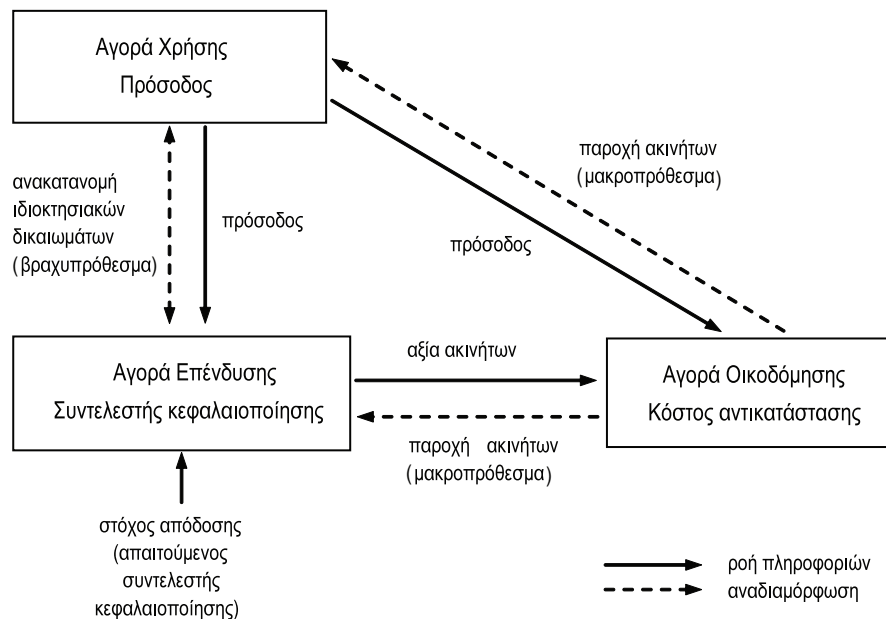 Αγορά Χρήσης
Πρόσοδος
παροχή ακινήτων
(μακροπρόθεσμα)
ανακατανομή
ιδιοκτησιακών
δικαιωμάτων
(βραχυπρόθεσμα)
πρόσοδος
πρόσοδος
Αγορά Επένδυσης
Συντελεστής κεφαλαιοποίησης
αξία ακινήτων
Αγορά Οικοδόμησης
Κόστος αντικατάστασης
παροχή ακινήτων
(μακροπρόθεσμα)
στόχος απόδοσης
(απαιτούμενος
συντελεστής
κεφαλαιοποίησης)
ροή πληροφοριών
αναδιαμόρφωση